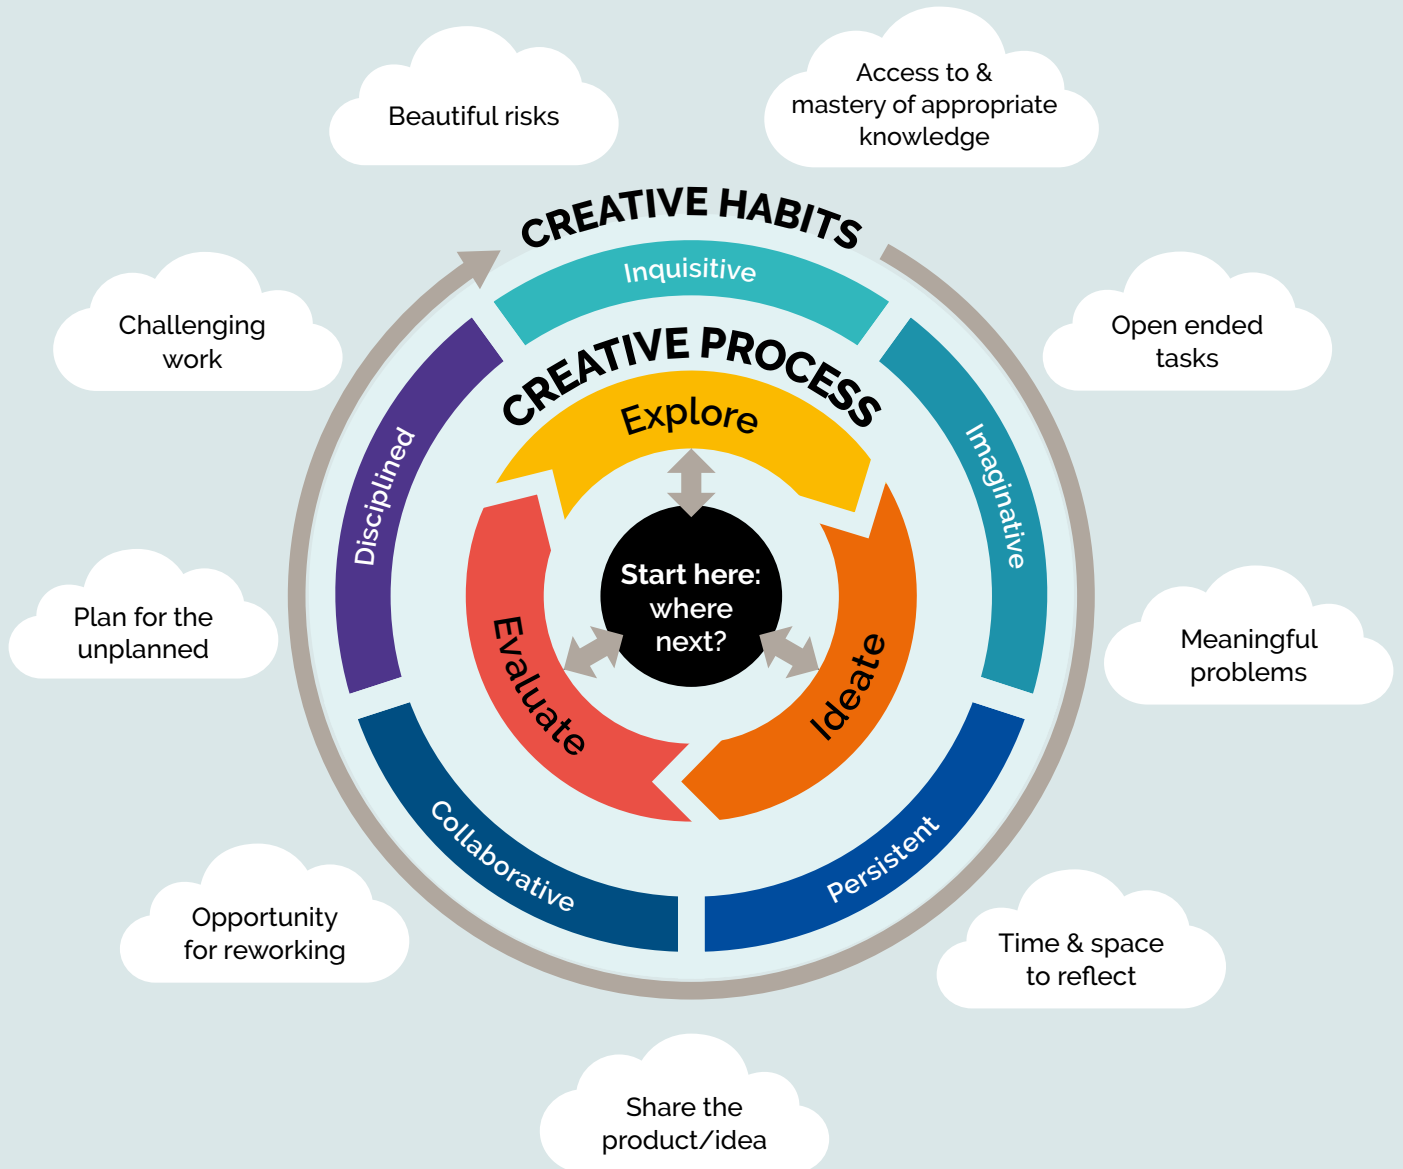 Beautiful risks
Access to &
mastery of appropriate
knowledge
CREATIVE HABITS
Inquisitive
Challenging
work
Open ended
tasks
CREATIVE PROCESS
Explore
Disciplined
Imaginative
Start here:
where
next?
Plan for the
unplanned
Meaningful
problems
Evaluate
Ideate
Collaborative
Persistent
Opportunity
for reworking
Time & space
to reflect
Share the
product/idea